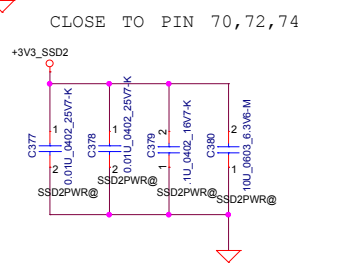 CLOSE TO PIN 70,72,74
+3V3_SSD2
C377
1
2
0.01U_0402_25V7-K
SSD2PWR@
C378
1
2
0.01U_0402_25V7-K
SSD2PWR@
C379
2
1
.1U_0402_16V7-K
SSD2PWR@
C380
2
1
10U_0603_6.3V6-M
SSD2PWR@